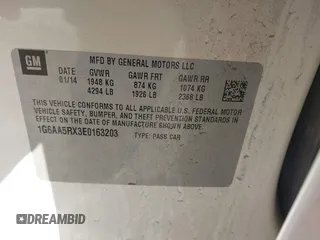 GM
MFD BY GENERAL MOTORS LLC
DATE GVWR GAWR FRT GAWR RR
01/14 1948 KG 874 KG 1074 KG
4294 LB 1926 LB 2368 LB
THIS VEHICLE CONFORMS TO ALL APPLICABLE U.S. FEDERAL MOTOR
VEHICLE SAFETY, BUMPER, AND THEFT PREVENTION STANDARDS
IN EFFECT ON THE DATE OF MANUFACTURE SHOWN ABOVE.
1G6AA5RX3E0163203 TYPE: PASS CAR
© DREAMBID.COM